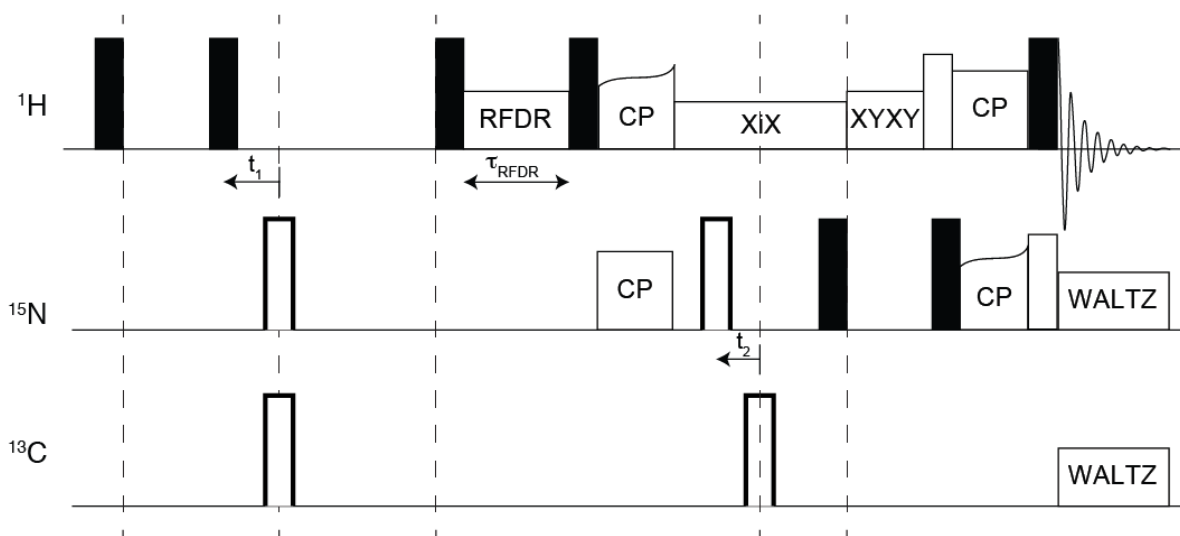 ¹H
RFDR
CP
XiX
XYXY
CP
t₁
τRFDR
¹⁵N
CP
CP
WALTZ
t₂
¹³C
WALTZ